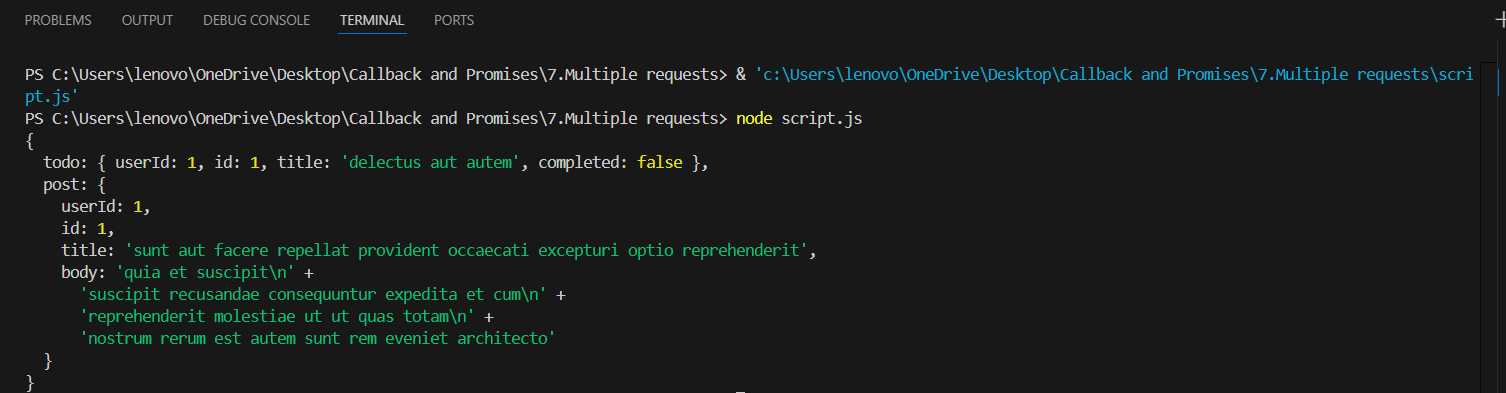 PROBLEMS OUTPUT DEBUG CONSOLE TERMINAL PORTS
PS C:\Users\lenovo\OneDrive\Desktop\Callback and Promises\7.Multiple requests> & 'c:\Users\lenovo\OneDrive\Desktop\Callback and Promises\7.Multiple requests\scri
pt.js'
PS C:\Users\lenovo\OneDrive\Desktop\Callback and Promises\7.Multiple requests> node script.js
{
  todo: { userId: 1, id: 1, title: 'delectus aut autem', completed: false },
  post: {
    userId: 1,
    id: 1,
    title: 'sunt aut facere repellat provident occaecati excepturi optio reprehenderit',
    body: 'quia et suscipit\n' +
      'suscipit recusandae consequuntur expedita et cum\n' +
      'reprehenderit molestiae ut ut quas totam\n' +
      'nostrum rerum est autem sunt rem eveniet architecto'
  }
}